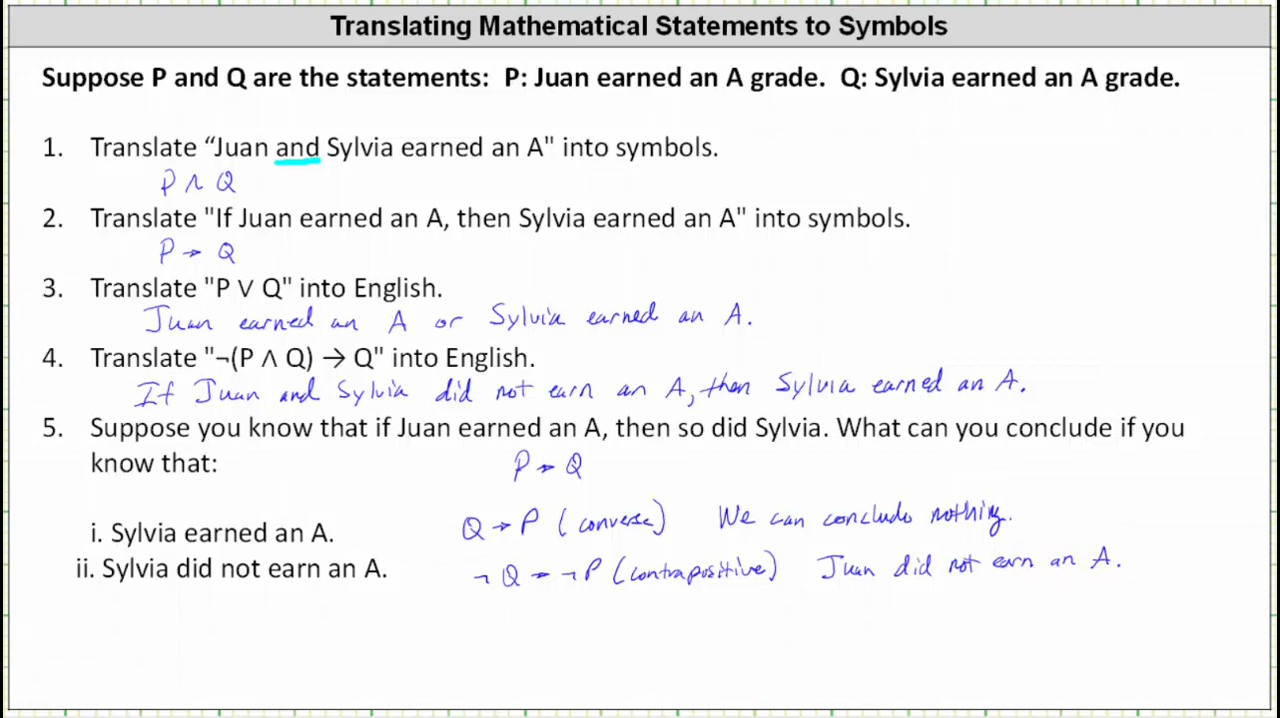 Translating Mathematical Statements to Symbols
Suppose P and Q are the statements: P: Juan earned an A grade. Q: Sylvia earned an A grade.
1. Translate “Juan and Sylvia earned an A" into symbols.
P ∧ Q
2. Translate "If Juan earned an A, then Sylvia earned an A" into symbols.
P → Q
3. Translate "P ∨ Q" into English.
Juan earned an A or Sylvia earned an A.
4. Translate "¬(P ∧ Q) → Q" into English.
If Juan and Sylvia did not earn an A, then Sylvia earned an A.
5. Suppose you know that if Juan earned an A, then so did Sylvia. What can you conclude if you
know that:
P → Q
i. Sylvia earned an A. Q → P (converse) We can conclude nothing.
ii. Sylvia did not earn an A. ¬Q → ¬P (contrapositive) Juan did not earn an A.